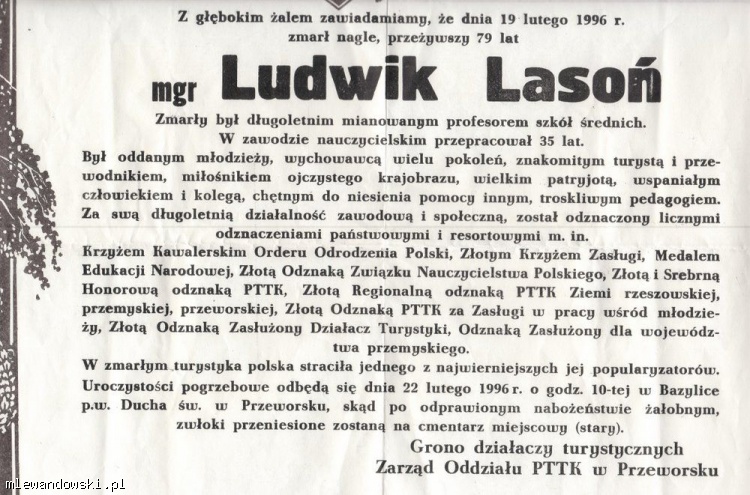 Z głębokim żalem zawiadamiamy, że dnia 19 lutego 1996 r.
zmarł nagle, przeżywszy 79 lat
mgr Ludwik Lasoń
Zmarły był długoletnim mianowanym profesorem szkół średnich.
W zawodzie nauczycielskim przepracował 35 lat.
Był oddanym młodzieży, wychowawcą wielu pokoleń, znakomitym turystą i prze-
wodnikiem, miłośnikiem ojczystego krajobrazu, wielkim patryjotą, wspaniałym
człowiekiem i kolegą, chętnym do niesienia pomocy innym, troskliwym pedagogiem.
Za swą długoletnią działalność zawodową i społeczną, został odznaczony licznymi
odznaczeniami państwowymi i resortowymi m. in.
Krzyżem Kawalerskim Orderu Odrodzenia Polski, Złotym Krzyżem Zasługi, Medalem
Edukacji Narodowej, Złotą Odznaką Związku Nauczycielstwa Polskiego, Złotą i Srebrną
Honorową odznaką PTTK, Złotą Regionalną odznaką PTTK Ziemi rzeszowskiej,
przemyskiej, przeworskiej, Złotą Odznaką PTTK za Zasługi w pracy wśród młodzie-
ży, Złotą Odznaką Zasłużony Działacz Turystyki, Odznaką Zasłużony dla wojewódz-
twa przemyskiego.
W zmarłym turystyka polska straciła jednego z najwierniejszych jej popularyzatorów.
Uroczystości pogrzebowe odbędą się dnia 22 lutego 1996 r. o godz. 10-tej w Bazylice
p.w. Ducha św. w Przeworsku, skąd po odprawionym nabożeństwie żałobnym,
zwłoki przeniesione zostaną na cmentarz miejscowy (stary).
Grono działaczy turystycznych
Zarząd Oddziału PTTK w Przeworsku
mlewandowski.pl